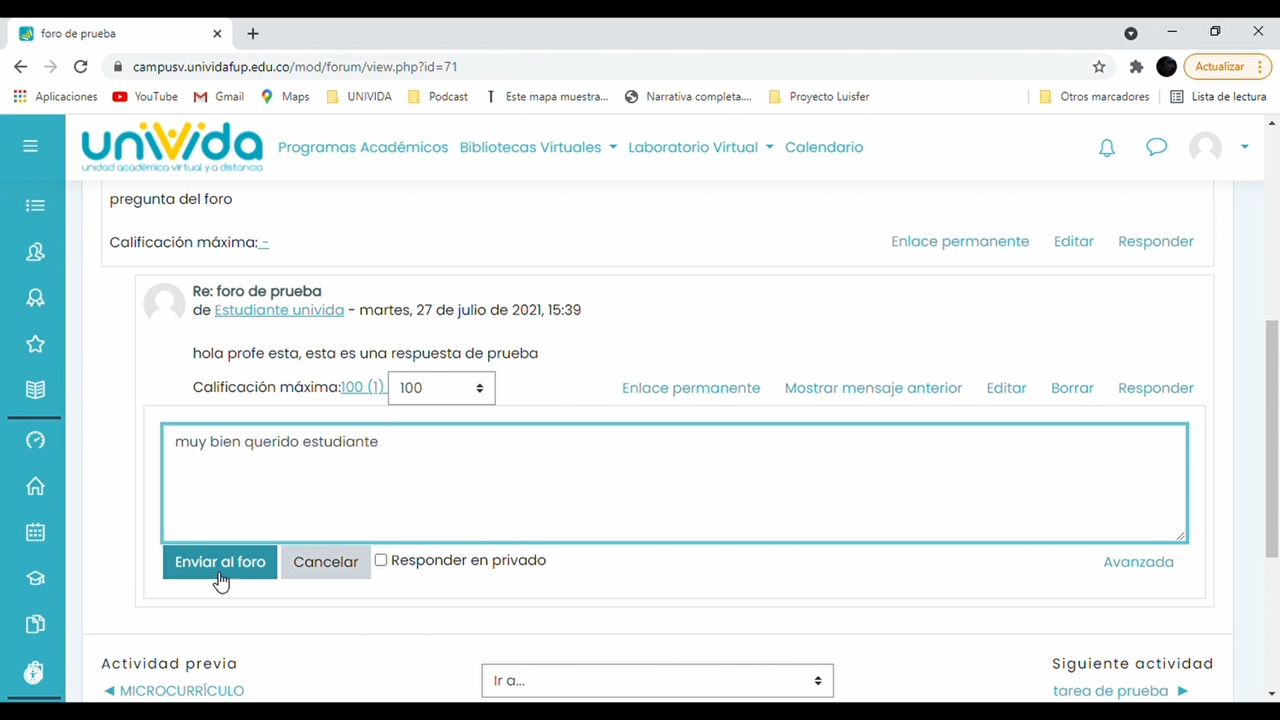 foro de prueba
campusv.unividafup.edu.co/mod/forum/view.php?id=71
Actualizar
Aplicaciones YouTube Gmail Maps UNIVIDA Podcast Este mapa muestra... Narrativa completa.... Proyecto Luisfer Otros marcadores Lista de lectura
univida
unidad académica virtual y a distancia
Programas Académicos Bibliotecas Virtuales Laboratorio Virtual Calendario
pregunta del foro
Calificación máxima: -
Enlace permanente Editar Responder
Re: foro de prueba
de Estudiante univida - martes, 27 de julio de 2021, 15:39
hola profe esta, esta es una respuesta de prueba
Calificación máxima:100 (1) 100
Enlace permanente Mostrar mensaje anterior Editar Borrar Responder
muy bien querido estudiante
Enviar al foro Cancelar Responder en privado Avanzada
Actividad previa
Ir a...
Siguiente actividad
◄ MICROCURRÍCULO
tarea de prueba ►